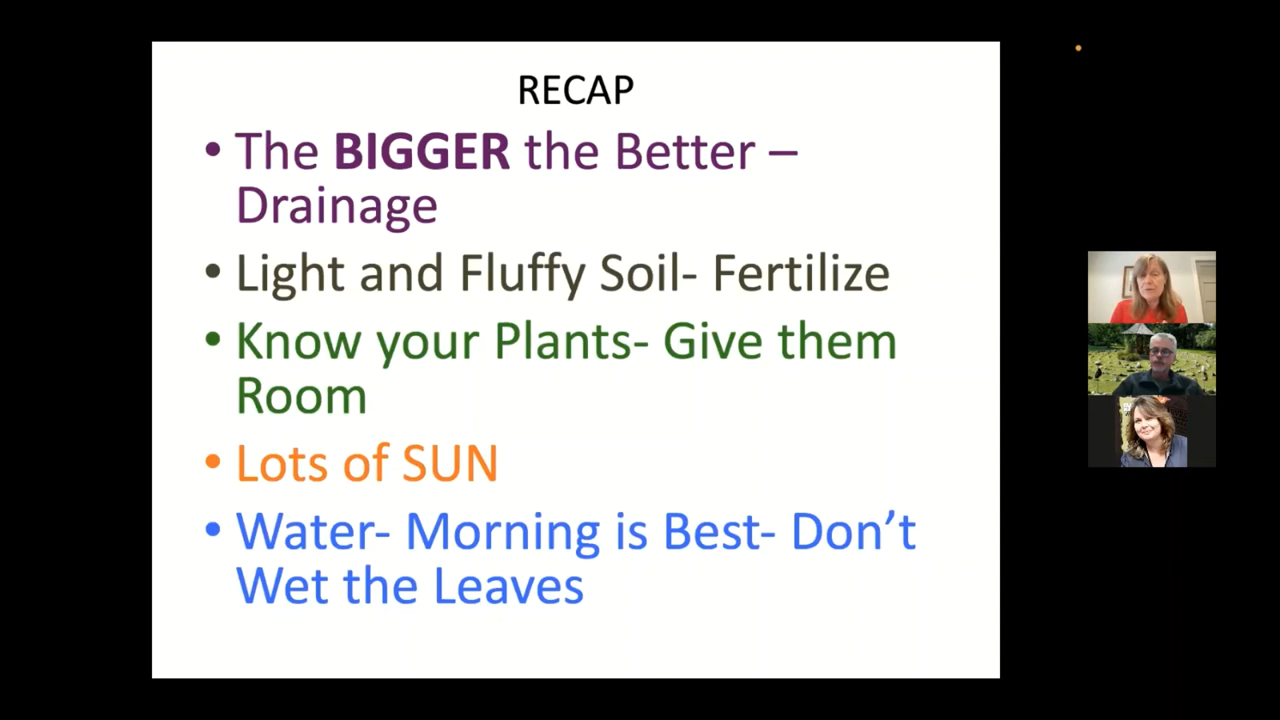 RECAP
• The BIGGER the Better –
Drainage
• Light and Fluffy Soil- Fertilize
• Know your Plants- Give them
Room
• Lots of SUN
• Water- Morning is Best- Don’t
Wet the Leaves